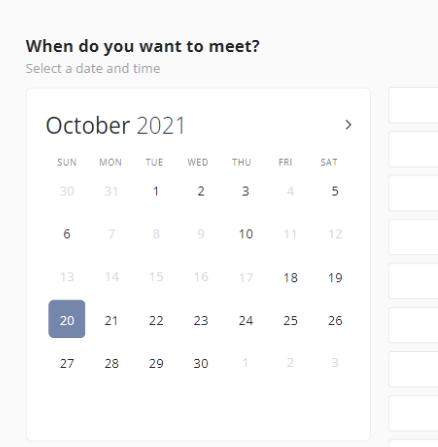 When do you want to meet?
Select a date and time
October 2021
SUN MON TUE WED THU FRI SAT
30 31 1 2 3 4 5
6 7 8 9 10 11 12
13 14 15 16 17 18 19
20 21 22 23 24 25 26
27 28 29 30 1 2 3